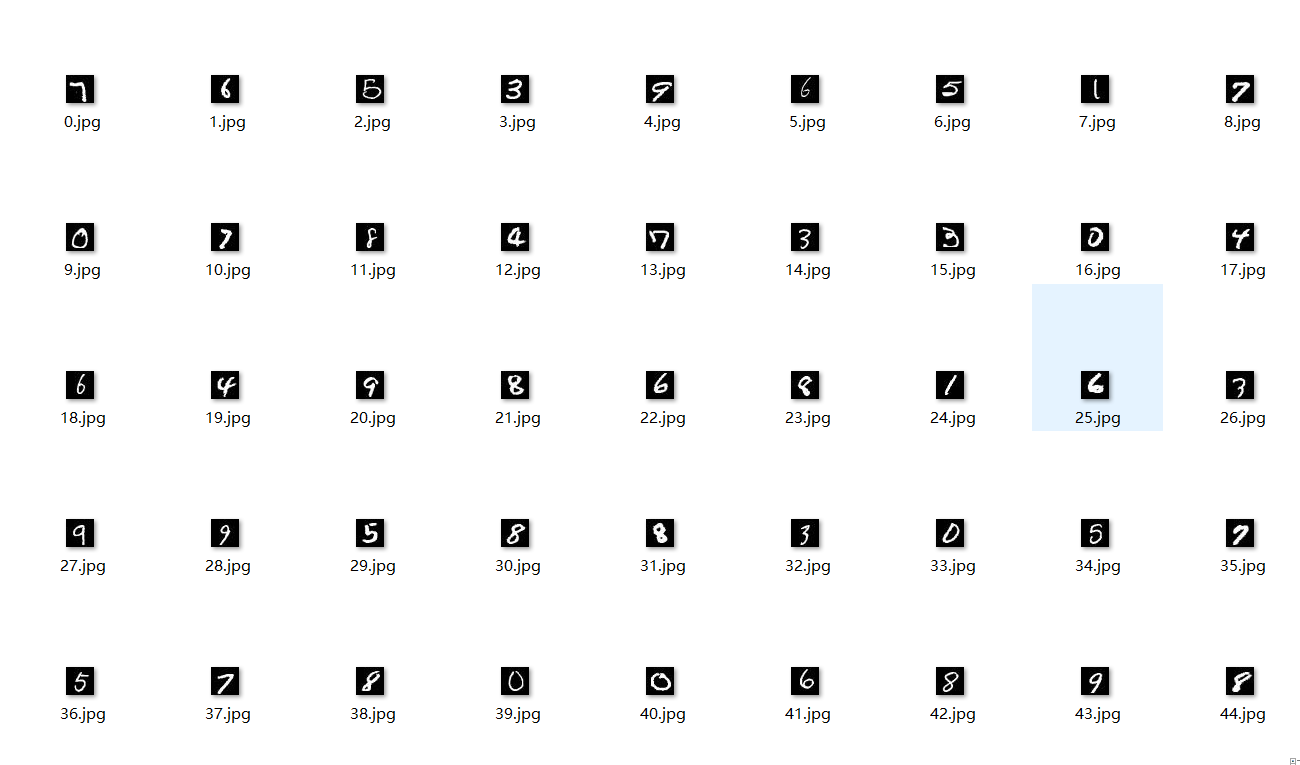 7 6 5 3 9 6 5 1 7
0.jpg 1.jpg 2.jpg 3.jpg 4.jpg 5.jpg 6.jpg 7.jpg 8.jpg
0 7 8 4 7 3 3 0 4
9.jpg 10.jpg 11.jpg 12.jpg 13.jpg 14.jpg 15.jpg 16.jpg 17.jpg
6 4 9 8 6 8 1 6 3
18.jpg 19.jpg 20.jpg 21.jpg 22.jpg 23.jpg 24.jpg 25.jpg 26.jpg
9 9 5 8 8 3 0 5 7
27.jpg 28.jpg 29.jpg 30.jpg 31.jpg 32.jpg 33.jpg 34.jpg 35.jpg
5 7 8 0 0 6 8 9 8
36.jpg 37.jpg 38.jpg 39.jpg 40.jpg 41.jpg 42.jpg 43.jpg 44.jpg